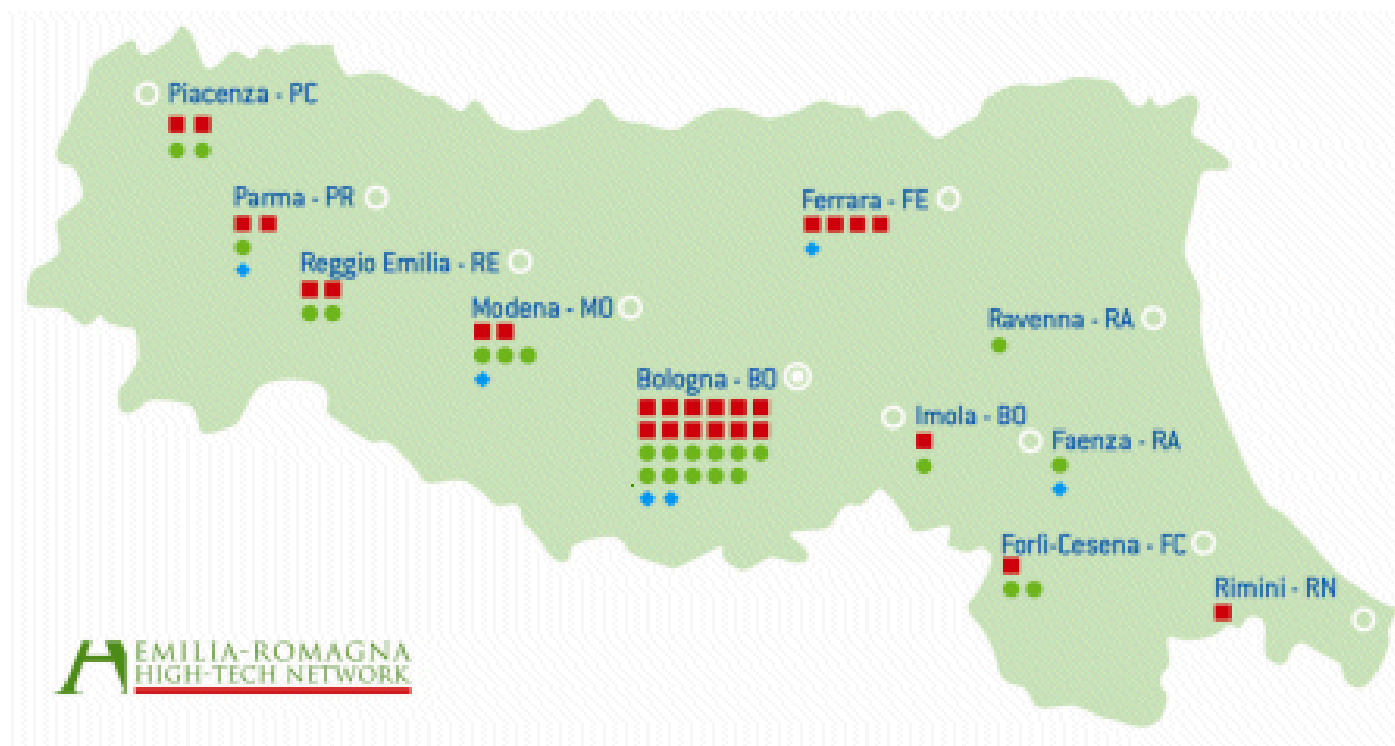 Piacenza - PC
Parma - PR
Ferrara - FE
Reggio Emilia - RE
Modena - MO
Ravenna - RA
Bologna - BO
Imola - BO
Faenza - RA
Forlì-Cesena - FC
Rimini - RN
EMILIA-ROMAGNA
HIGH-TECH NETWORK